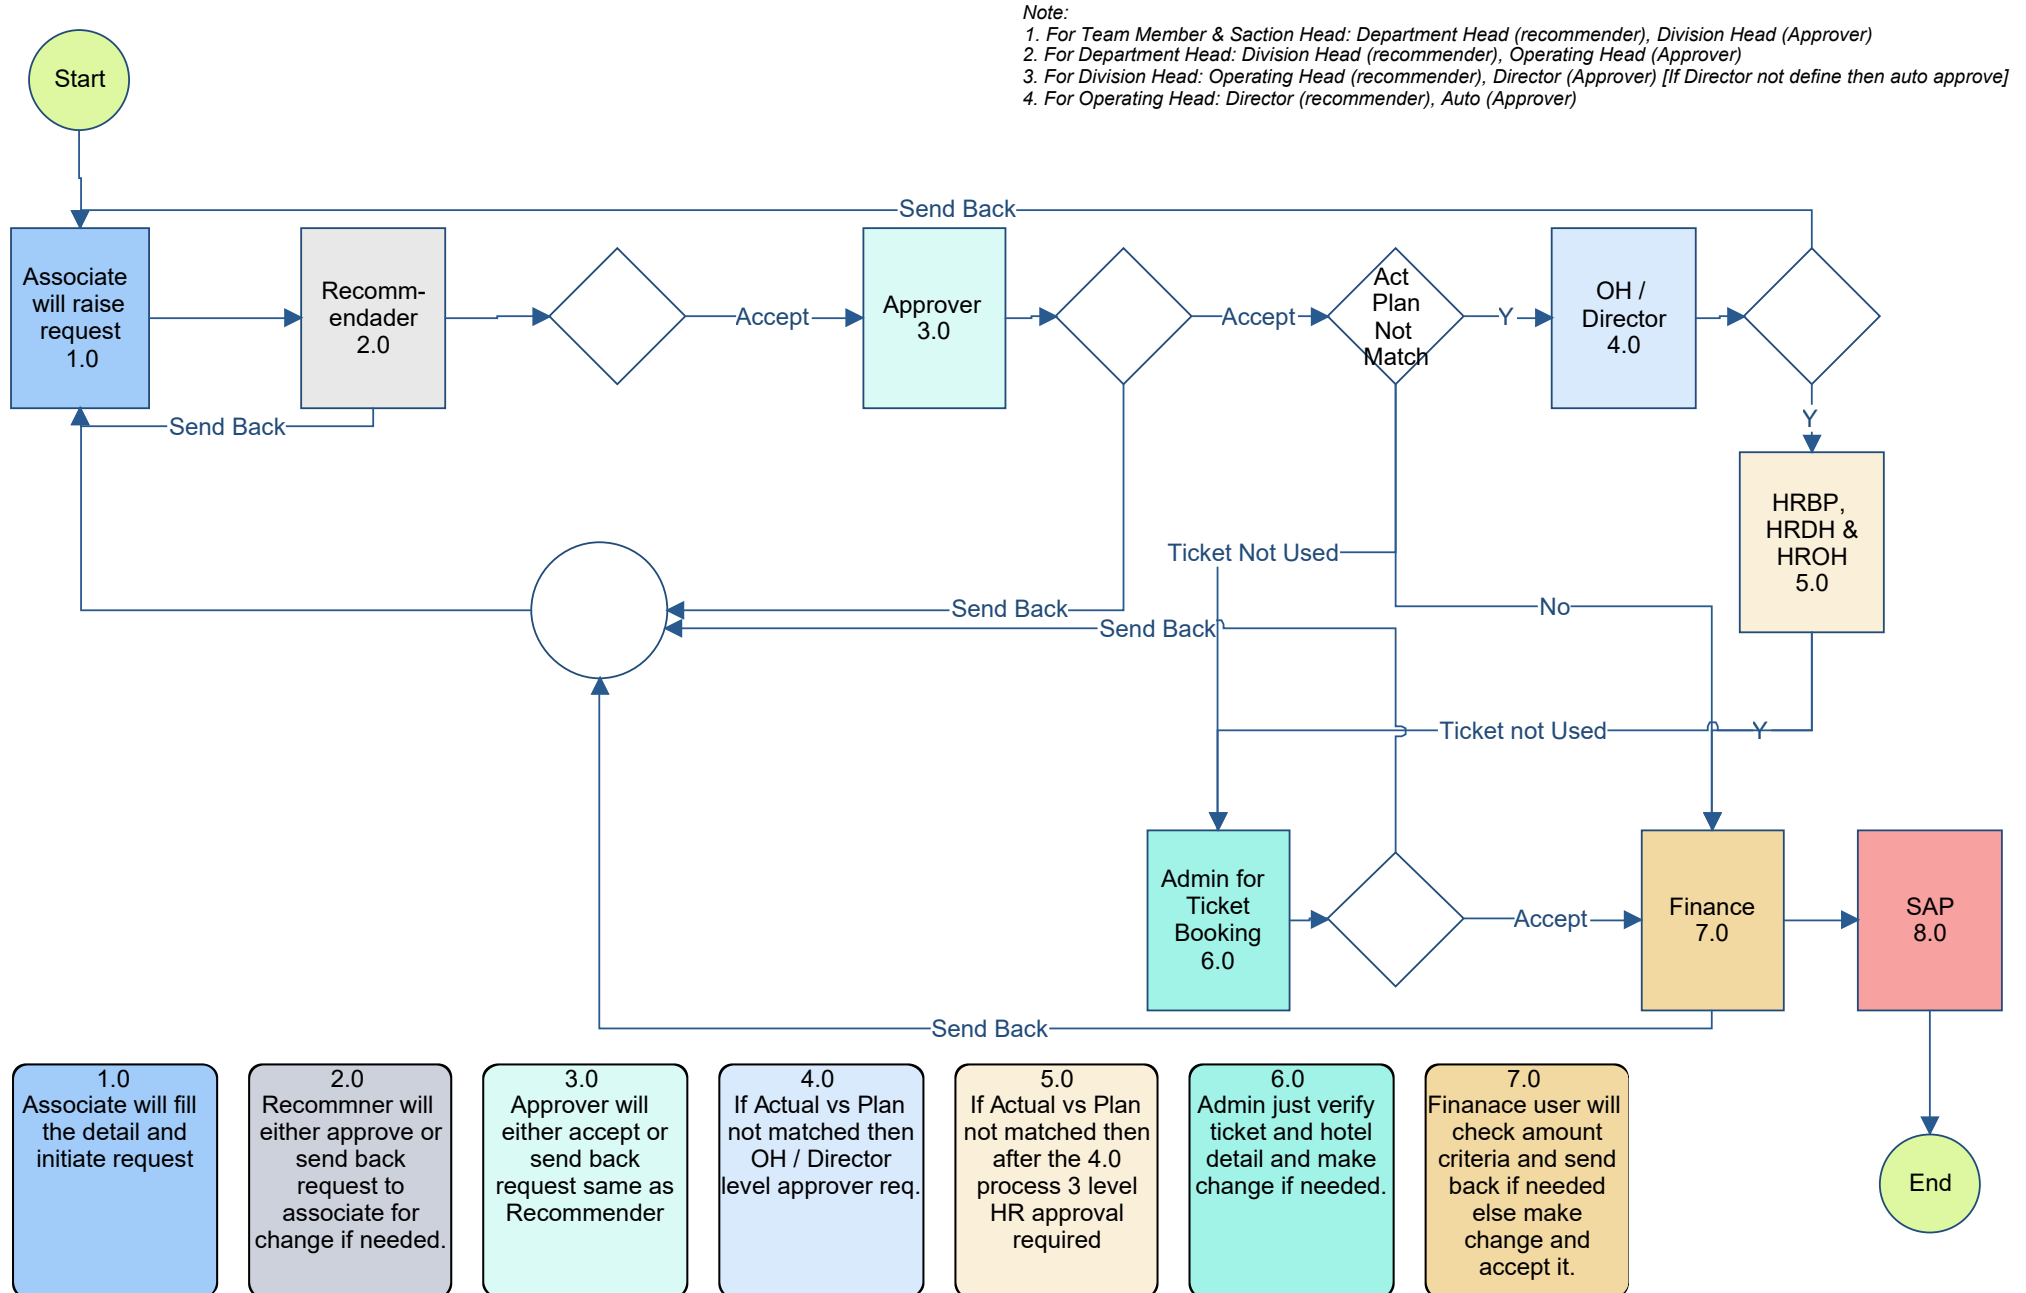 Note:
1. For Team Member & Saction Head: Department Head (recommender), Division Head (Approver)
2. For Department Head: Division Head (recommender), Operating Head (Approver)
3. For Division Head: Operating Head (recommender), Director (Approver) [If Director not define then auto approve]
4. For Operating Head: Director (recommender), Auto (Approver)
Start
Send Back
Associate
will raise
request
1.0
Recomm-
endader
2.0
Accept
Approver
3.0
Accept
Act
Plan
Not
Match
Y
OH /
Director
4.0
Send Back
Y
HRBP,
HRDH &
HROH
5.0
Ticket Not Used
Send Back
No
Send Back
Ticket not Used
Y
Admin for
Ticket
Booking
6.0
Accept
Finance
7.0
SAP
8.0
Send Back
1.0
Associate will fill
the detail and
initiate request
2.0
Recommner will
either approve or
send back
request to
associate for
change if needed.
3.0
Approver will
either accept or
send back
request same as
Recommender
4.0
If Actual vs Plan
not matched then
OH / Director
level approver req.
5.0
If Actual vs Plan
not matched then
after the 4.0
process 3 level
HR approval
required
6.0
Admin just verify
ticket and hotel
detail and make
change if needed.
7.0
Finanace user will
check amount
criteria and send
back if needed
else make
change and
accept it.
End